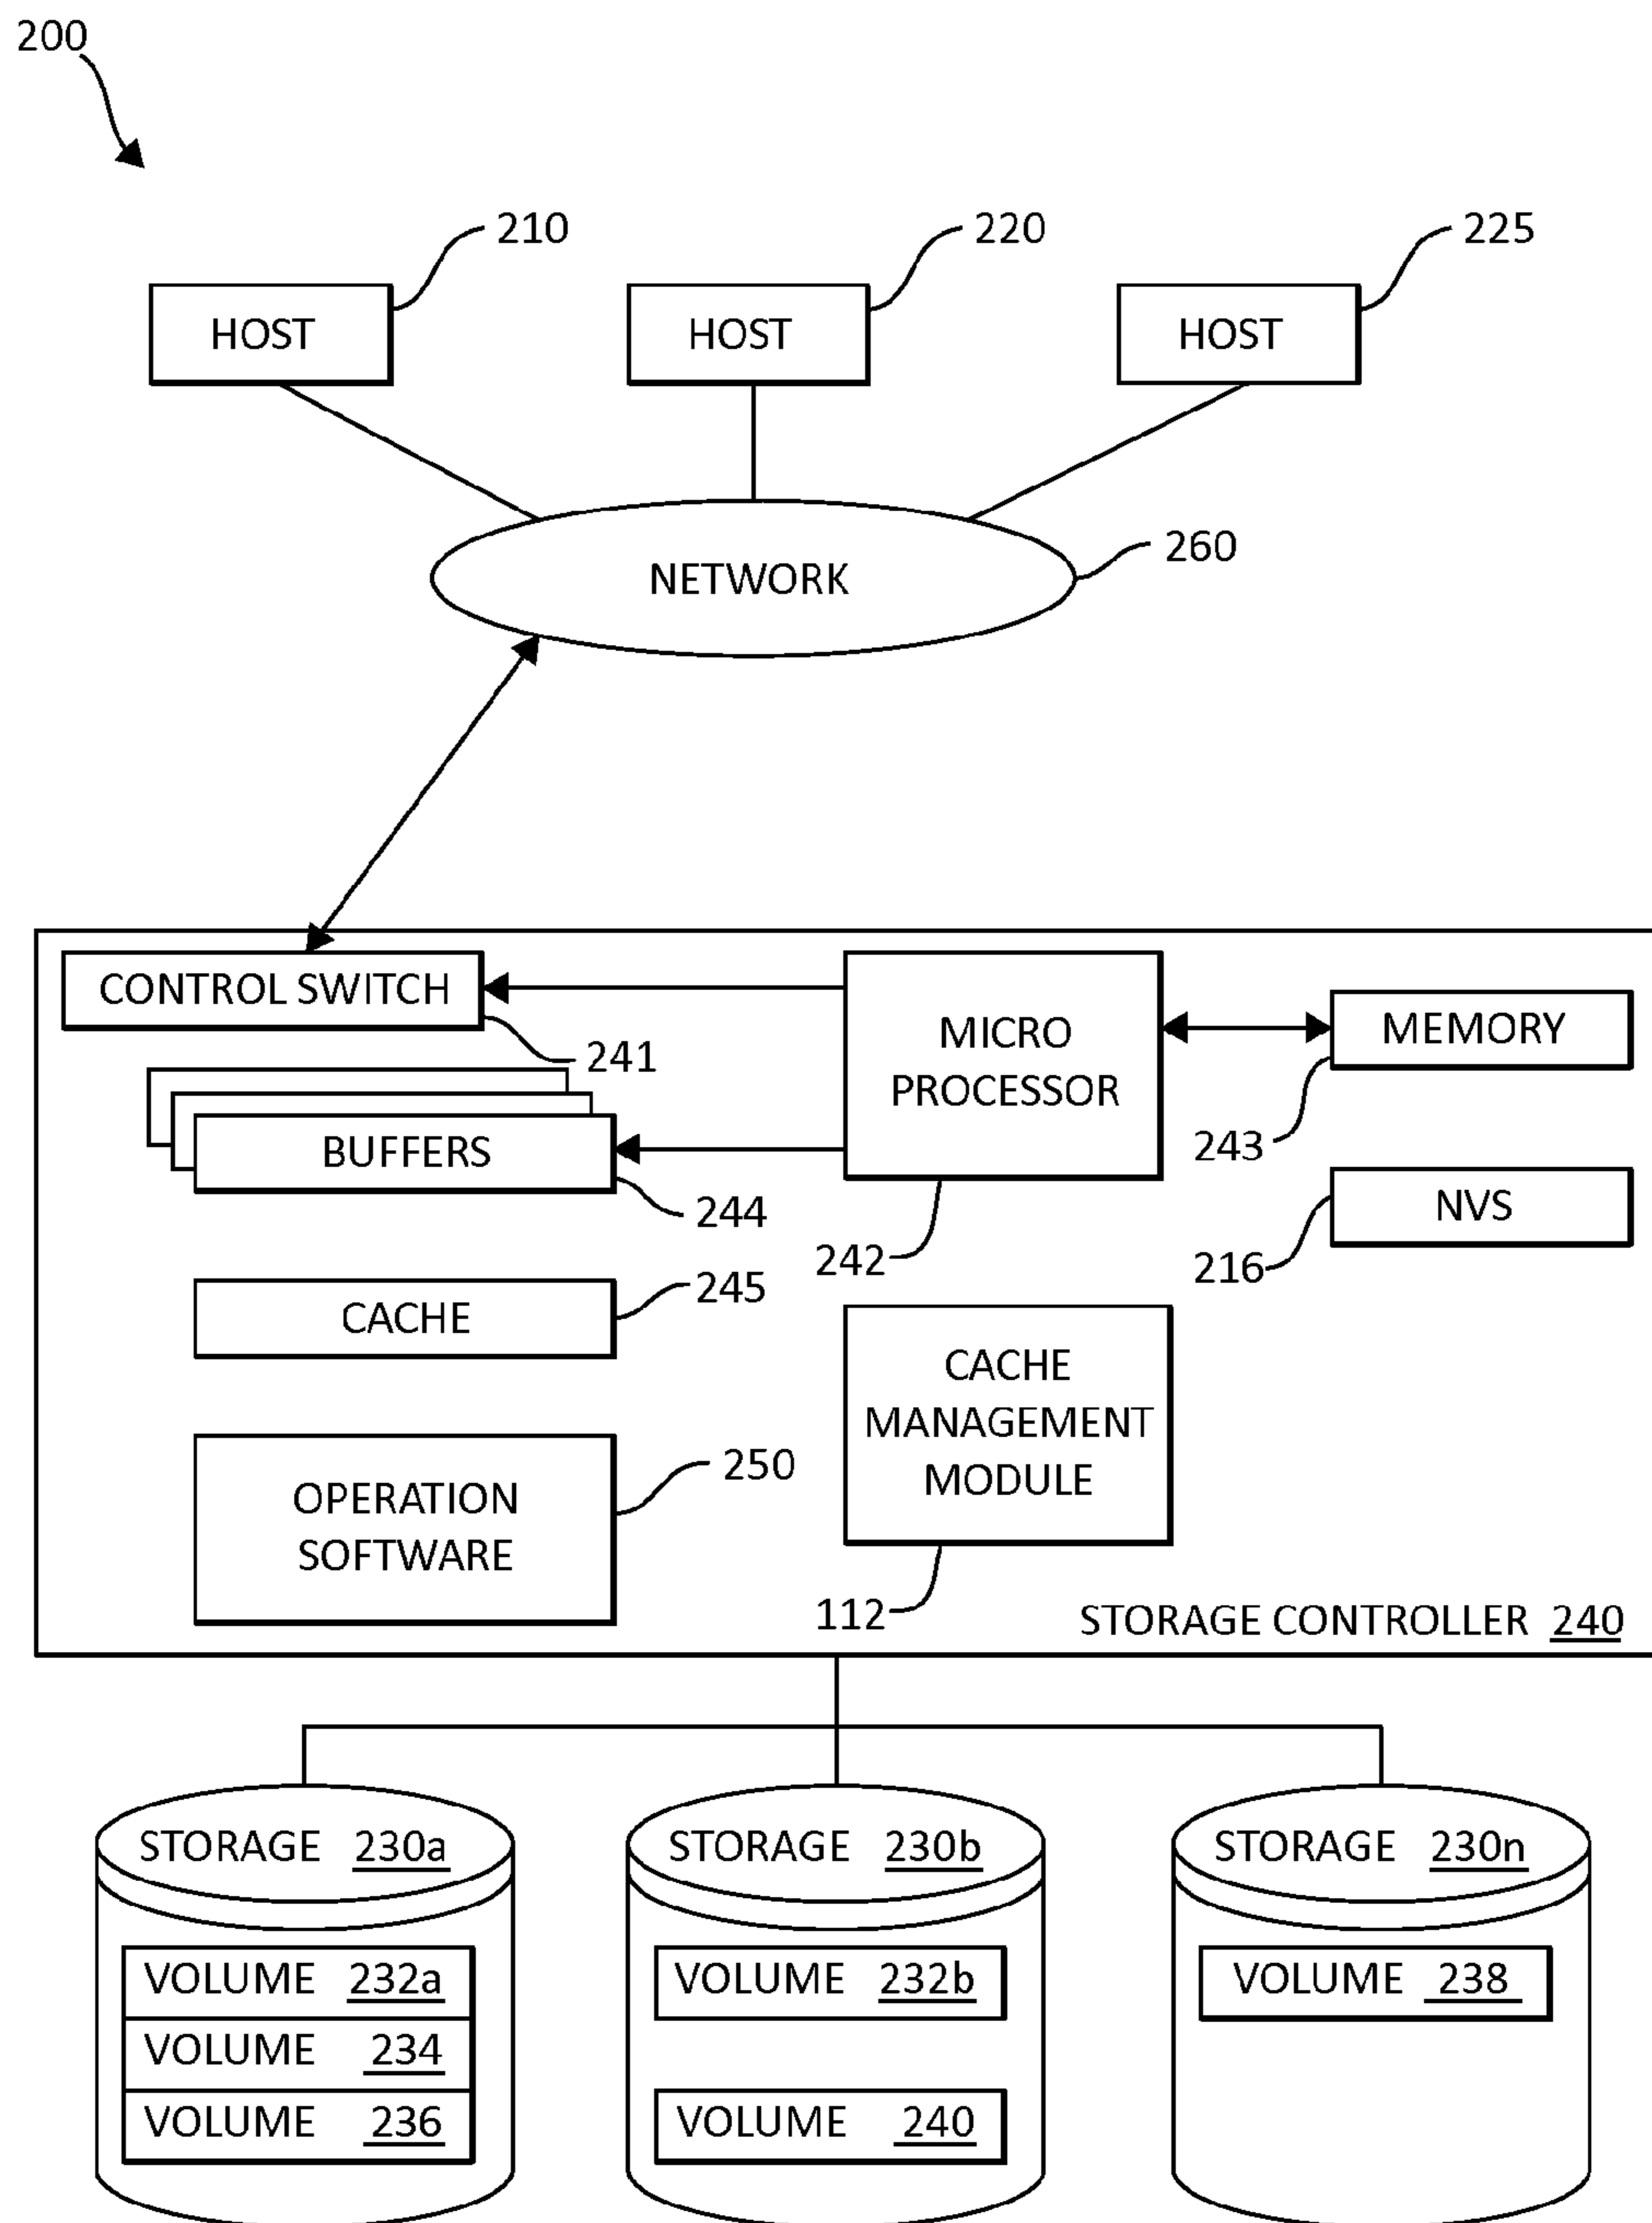 200
210
220
225
HOST
HOST
HOST
260
NETWORK
CONTROL SWITCH
241
MICRO
PROCESSOR
242
MEMORY
243
BUFFERS
244
NVS
216
CACHE
245
CACHE
MANAGEMENT
MODULE
112
OPERATION
SOFTWARE
250
STORAGE CONTROLLER 240
STORAGE 230a
VOLUME 232a
VOLUME 234
VOLUME 236
STORAGE 230b
VOLUME 232b
VOLUME 240
STORAGE 230n
VOLUME 238